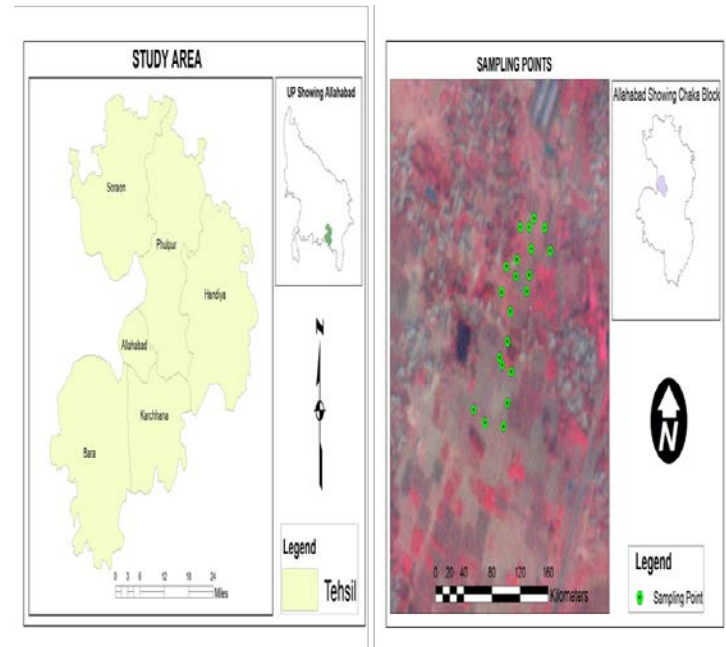 STUDY AREA
UP Showing Allahabad
Soraon
Phulpur
Handiya
Allahabad
Karchhana
Bara
N
Legend
Tehsil
0 3 6 12 18 24
Miles
SAMPLING POINTS
Allahabad Showing Chaka Block
N
0 20 40 80 120 160
Kilometers
Legend
Sampling Point